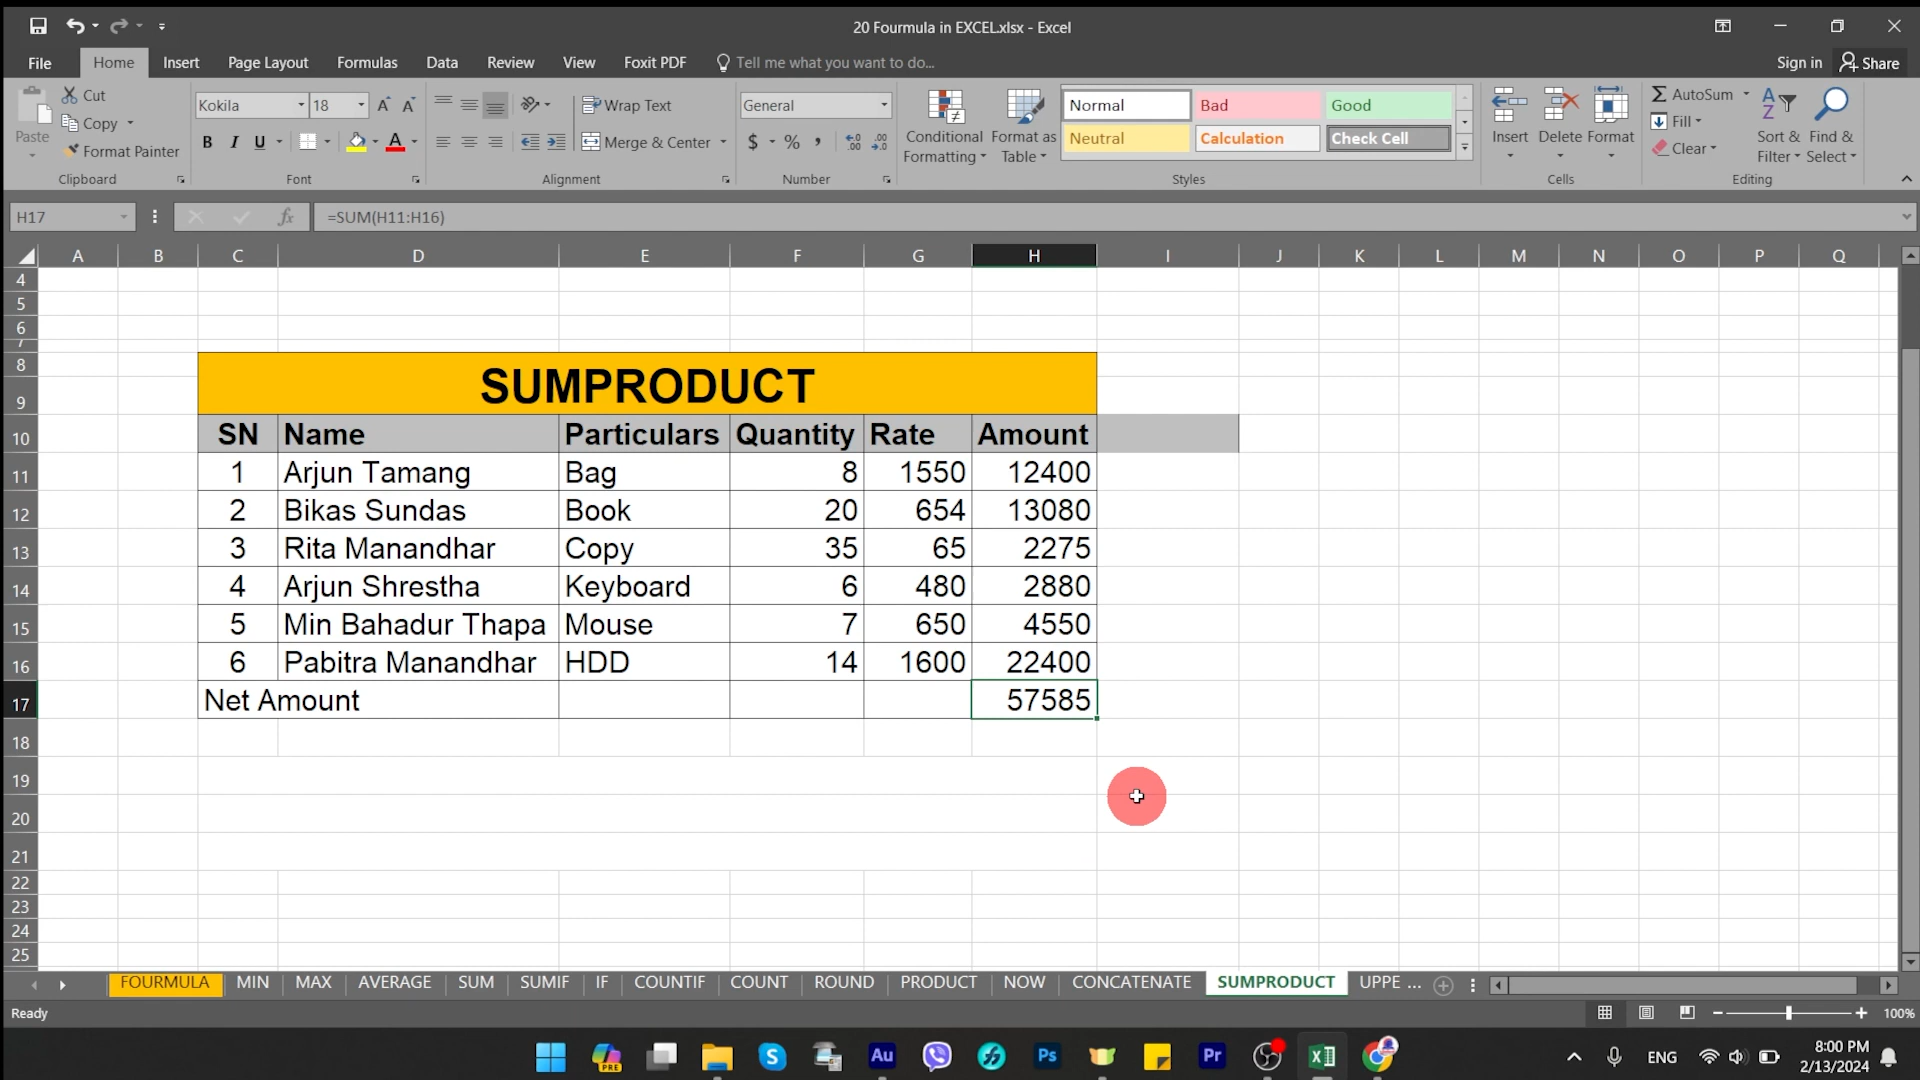 20 Fourmula in EXCEL.xlsx - Excel
File Home Insert Page Layout Formulas Data Review View Foxit PDF Tell me what you want to do... Sign in Share
Paste Cut Copy Format Painter Clipboard
Kokila 18 A A B I U A Font
Wrap Text Merge & Center Alignment
General $ % , .00 Number
Conditional Formatting Format as Table
Normal Bad Good
Neutral Calculation Check Cell
Styles
Insert Delete Format Cells
AutoSum Fill Clear Sort & Filter Find & Select Editing
H17 fx =SUM(H11:H16)
A B C D E F G H I J K L M N O P Q
4
5
6
7
8
9 SUMPRODUCT
10 SN Name Particulars Quantity Rate Amount
11 1 Arjun Tamang Bag 8 1550 12400
12 2 Bikas Sundas Book 20 654 13080
13 3 Rita Manandhar Copy 35 65 2275
14 4 Arjun Shrestha Keyboard 6 480 2880
15 5 Min Bahadur Thapa Mouse 7 650 4550
16 6 Pabitra Manandhar HDD 14 1600 22400
17 Net Amount 57585
18
19
20
21
22
23
24
25
FOURMULA MIN MAX AVERAGE SUM SUMIF IF COUNTIF COUNT ROUND PRODUCT NOW CONCATENATE SUMPRODUCT UPPE ...
Ready 100%
PRE S Au Ps Pr ENG 8:00 PM
2/13/2024